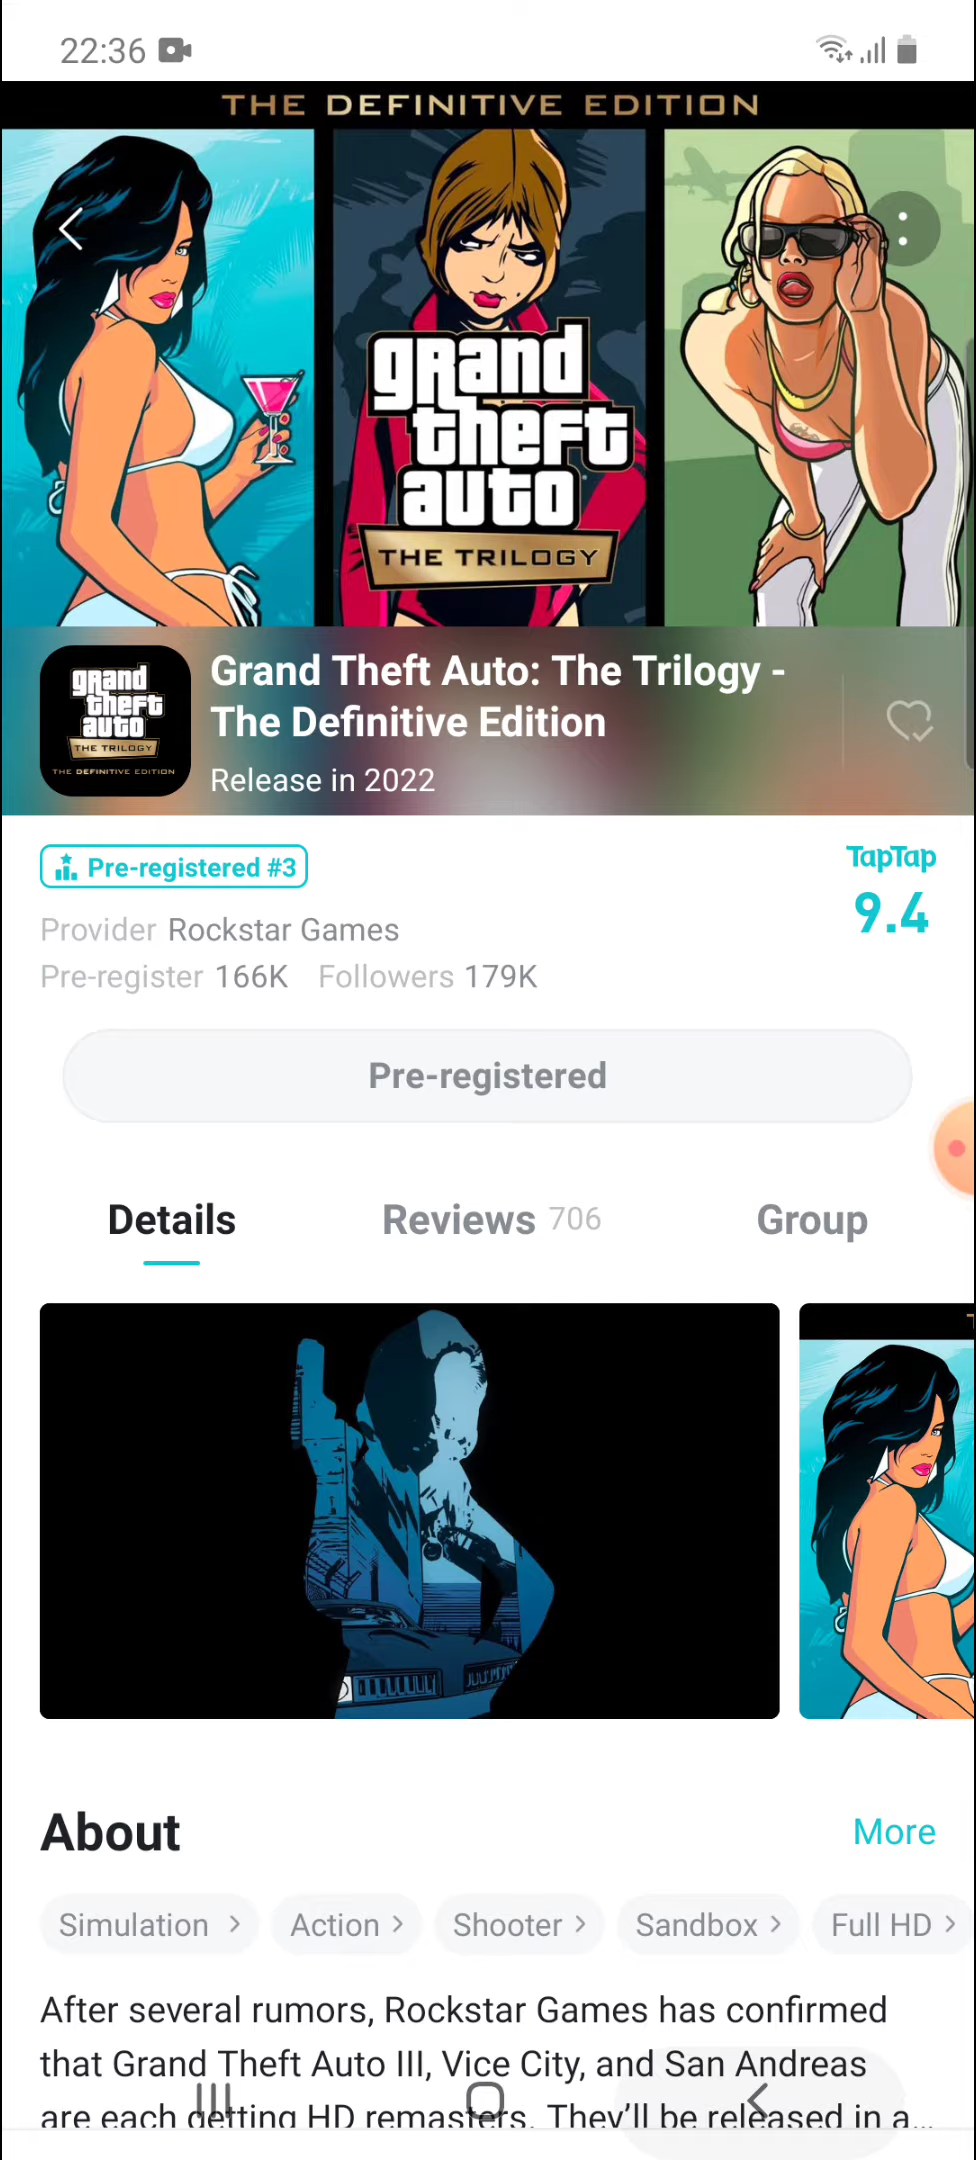 22:36
THE DEFINITIVE EDITION
grand
theft
auto
THE TRILOGY
grand
theft
auto
THE TRILOGY
THE DEFINITIVE EDITION
Grand Theft Auto: The Trilogy -
The Definitive Edition
Release in 2022
Pre-registered #3
TapTap
9.4
Provider Rockstar Games
Pre-register 166K Followers 179K
Pre-registered
Details Reviews 706 Group
About More
Simulation > Action > Shooter > Sandbox > Full HD >
After several rumors, Rockstar Games has confirmed
that Grand Theft Auto III, Vice City, and San Andreas
are each getting HD remasters. They’ll be released in a...